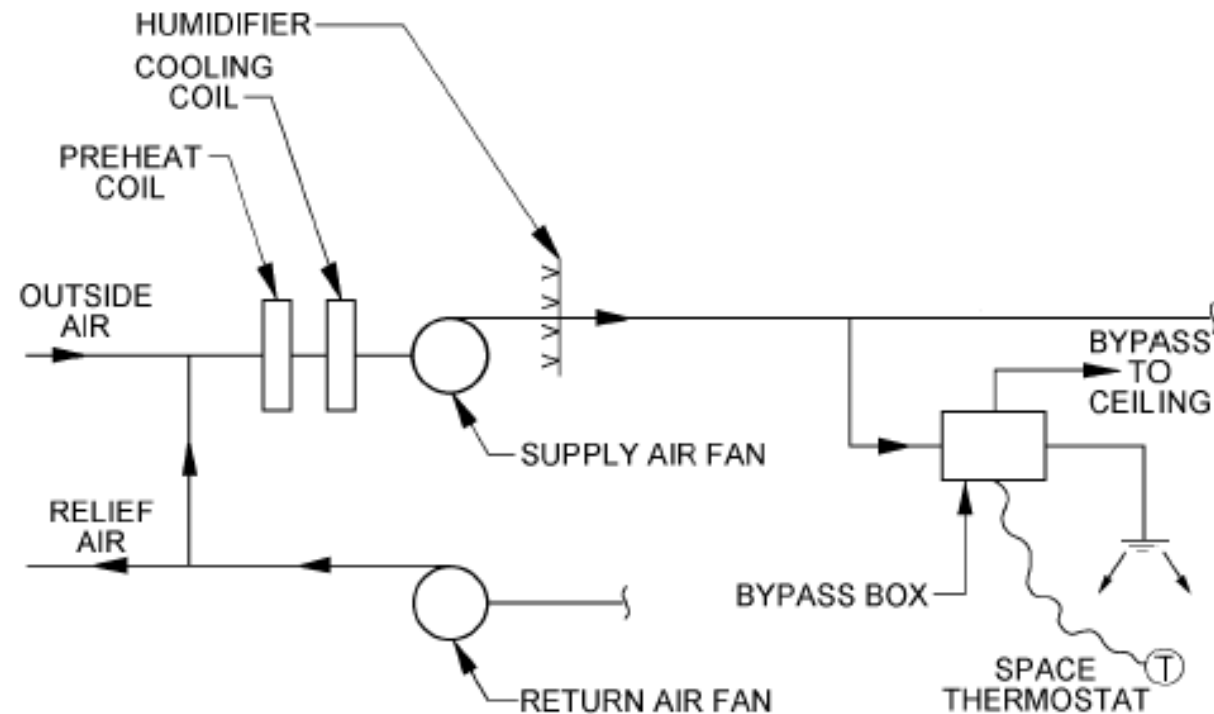 HUMIDIFIER
COOLING
COIL
PREHEAT
COIL
OUTSIDE
AIR
BYPASS
TO
CEILING
SUPPLY AIR FAN
RELIEF
AIR
BYPASS BOX
SPACE
THERMOSTAT
T
RETURN AIR FAN